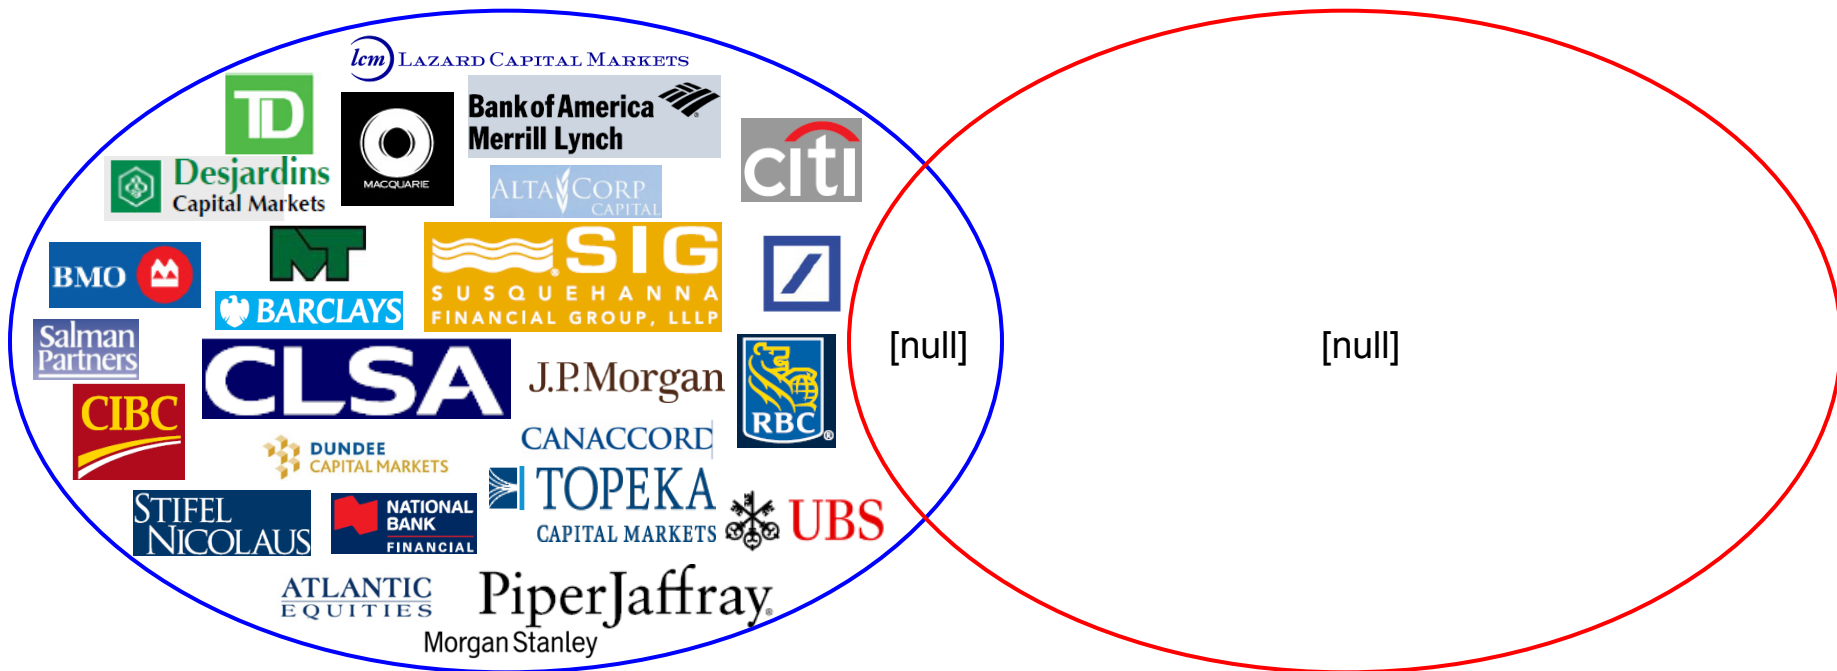 lcm LAZARD CAPITAL MARKETS
TD
MACQUARIE
Bank of America
Merrill Lynch
citi
Desjardins
Capital Markets
ALTACORP
CAPITAL
BMO
MT
SIG
SUSQUEHANNA
FINANCIAL GROUP, LLLP
BARCLAYS
Salman
Partners
CLSA
J.P.Morgan
RBC®
[null]
[null]
CIBC
DUNDEE
CAPITAL MARKETS
CANACCORD
TOPEKA
CAPITAL MARKETS
STIFEL
NICOLAUS
NATIONAL
BANK
FINANCIAL
UBS
ATLANTIC
EQUITIES
PiperJaffray®
Morgan Stanley